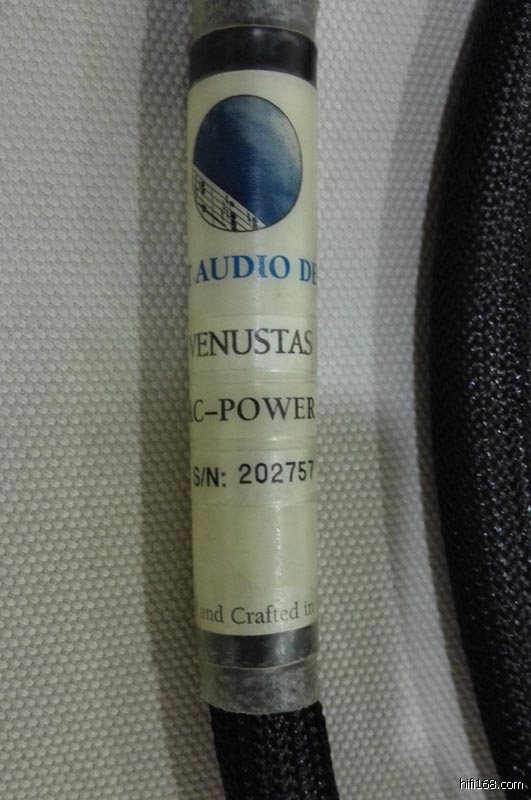 T AUDIO DE
VENUSTAS
AC-POWER
S/N: 202757
and Crafted in
hifi168.com